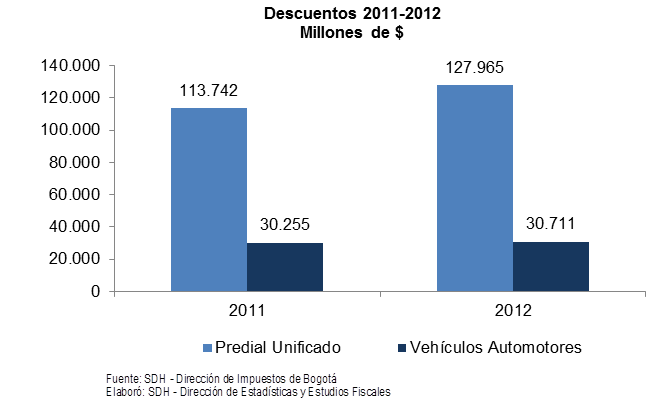 Descuentos 2011-2012
Millones de $
140.000
120.000
100.000
80.000
60.000
40.000
20.000
0
113.742
30.255
127.965
30.711
2011
2012
Predial Unificado
Vehículos Automotores
Fuente: SDH - Dirección de Impuestos de Bogotá
Elaboró: SDH - Dirección de Estadísticas y Estudios Fiscales